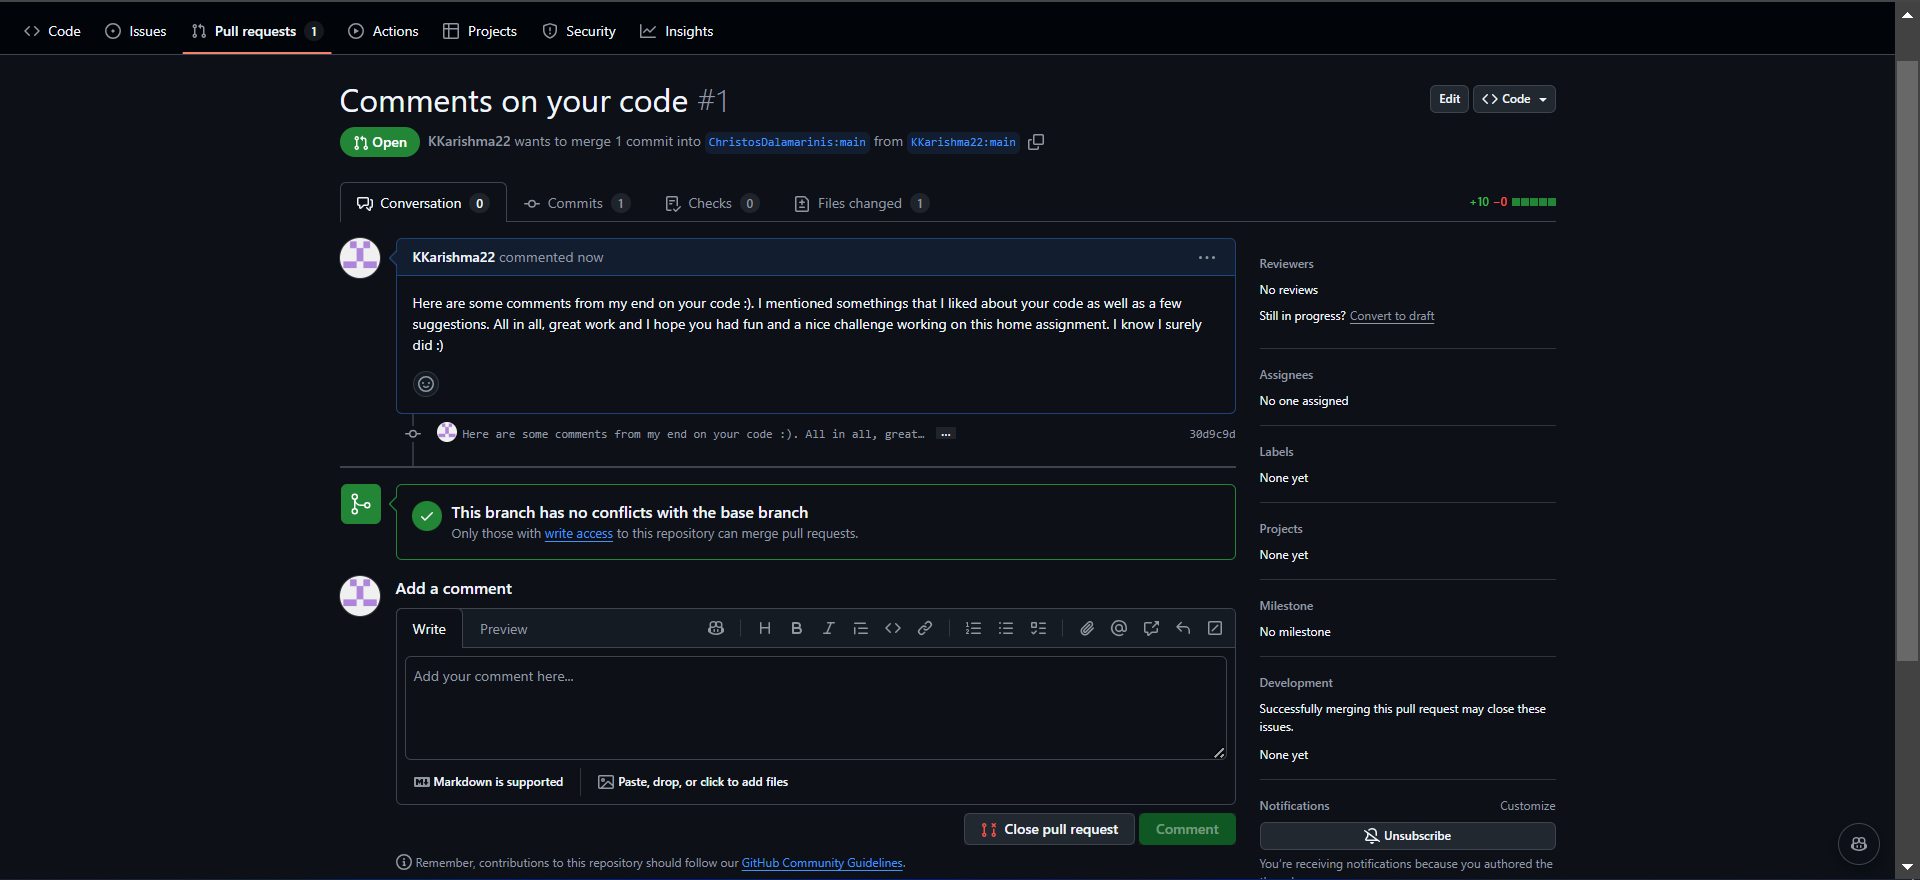 Code Issues Pull requests 1 Actions Projects Security Insights
Comments on your code #1
Edit Code
Open KKarishma22 wants to merge 1 commit into ChristosDalamarinis:main from KKarishma22:main
Conversation 0 Commits 1 Checks 0 Files changed 1
+10 −0
KKarishma22 commented now
Here are some comments from my end on your code :). I mentioned somethings that I liked about your code as well as a few
suggestions. All in all, great work and I hope you had fun and a nice challenge working on this home assignment. I know I surely
did :)
Here are some comments from my end on your code :). All in all, great… ... 30d9c9d
This branch has no conflicts with the base branch
Only those with write access to this repository can merge pull requests.
Add a comment
Write Preview
Add your comment here...
Markdown is supported Paste, drop, or click to add files
Close pull request Comment
Remember, contributions to this repository should follow our GitHub Community Guidelines.
Reviewers
No reviews
Still in progress? Convert to draft
Assignees
No one assigned
Labels
None yet
Projects
None yet
Milestone
No milestone
Development
Successfully merging this pull request may close these
issues.
None yet
Notifications Customize
Unsubscribe
You're receiving notifications because you authored the